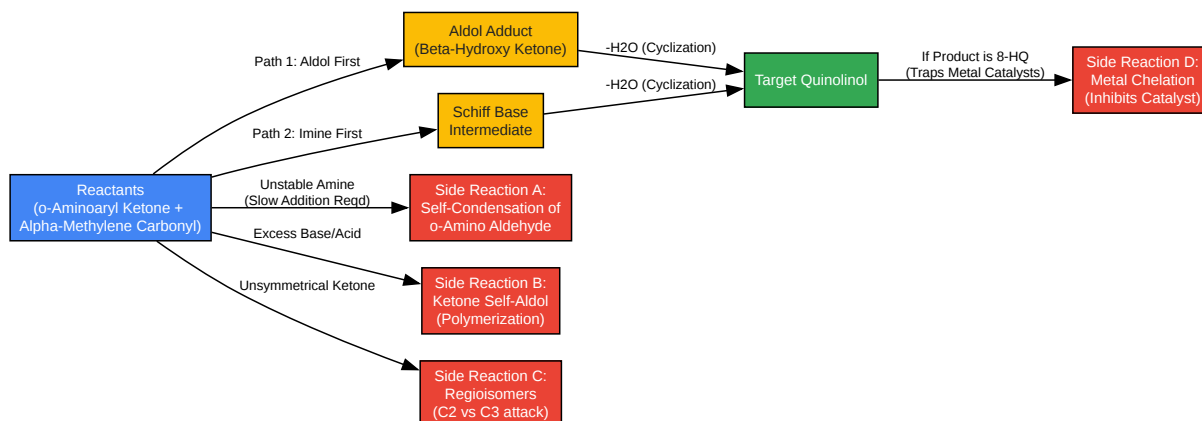 Aldol Adduct
(Beta-Hydroxy Ketone)
-H2O (Cyclization)
Path 1: Aldol First
If Product is 8-HQ
(Traps Metal Catalysts)
Side Reaction D:
Metal Chelation
(Inhibits Catalyst)
Target Quinolinol
-H2O (Cyclization)
Schiff Base
Intermediate
Path 2: Imine First
Reactants
(o-Aminoaryl Ketone +
Alpha-Methylene Carbonyl)
Unstable Amine
(Slow Addition Reqd)
Side Reaction A:
Self-Condensation of
o-Amino Aldehyde
Excess Base/Acid
Side Reaction B:
Ketone Self-Aldol
(Polymerization)
Unsymmetrical Ketone
Side Reaction C:
Regioisomers
(C2 vs C3 attack)